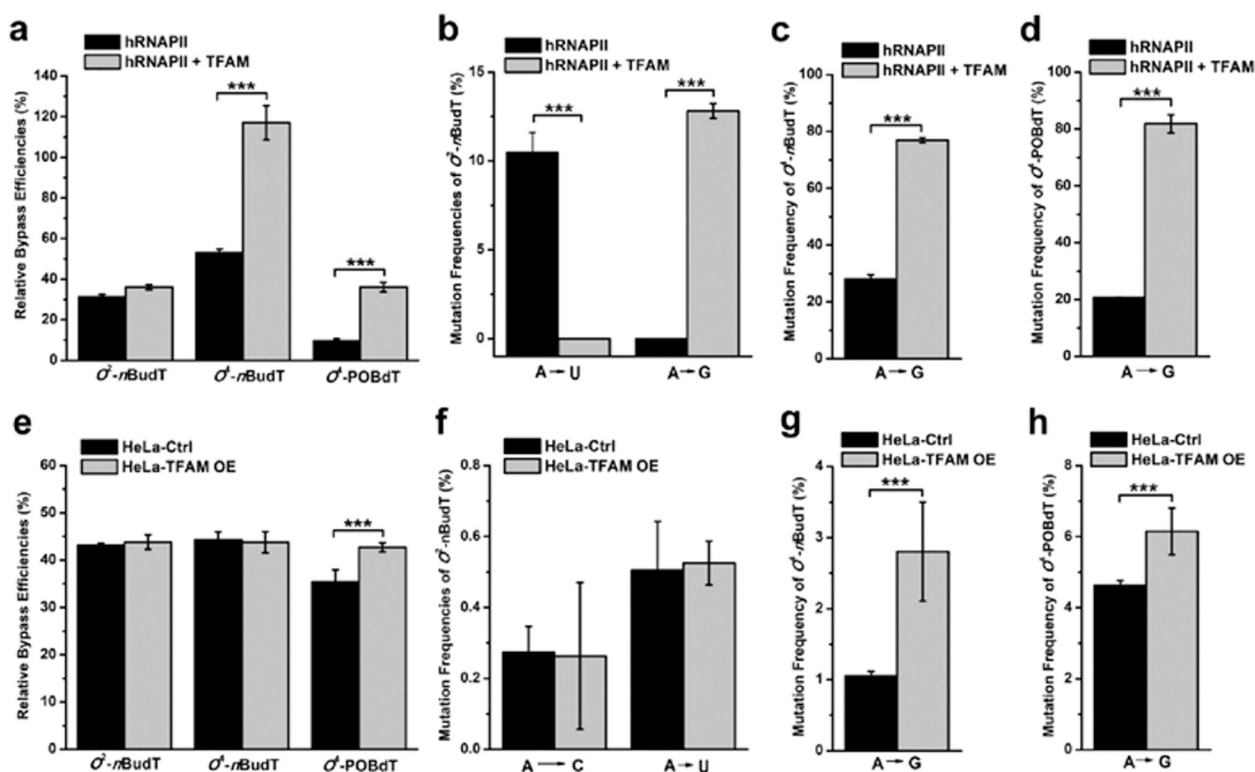 a
hRNAPII
hRNAPII + TFAM
Relative Bypass Efficiencies (%)
140
120
100
80
60
40
20
0
***
***
O²-nBudT
O⁴-nBudT
O⁴-POBdT
b
hRNAPII
hRNAPII + TFAM
Mutation Frequencies of O²-nBudT (%)
15
10
5
0
***
***
A→U
A→G
c
hRNAPII
hRNAPII + TFAM
Mutation Frequency of O⁴-nBudT (%)
100
80
60
40
20
0
***
A→G
d
hRNAPII
hRNAPII + TFAM
Mutation Frequency of O⁴-POBdT (%)
100
80
60
40
20
0
***
A→G
e
HeLa-Ctrl
HeLa-TFAM OE
Relative Bypass Efficiencies (%)
60
50
40
30
20
10
0
***
O²-nBudT
O⁴-nBudT
O⁴-POBdT
f
HeLa-Ctrl
HeLa-TFAM OE
Mutation Frequencies of O²-nBudT (%)
0.8
0.6
0.4
0.2
0.0
A→C
A→U
g
HeLa-Ctrl
HeLa-TFAM OE
Mutation Frequency of O⁴-nBudT (%)
4
3
2
1
0
***
A→G
h
HeLa-Ctrl
HeLa-TFAM OE
Mutation Frequency of O⁴-POBdT (%)
8
6
4
2
0
***
A→G